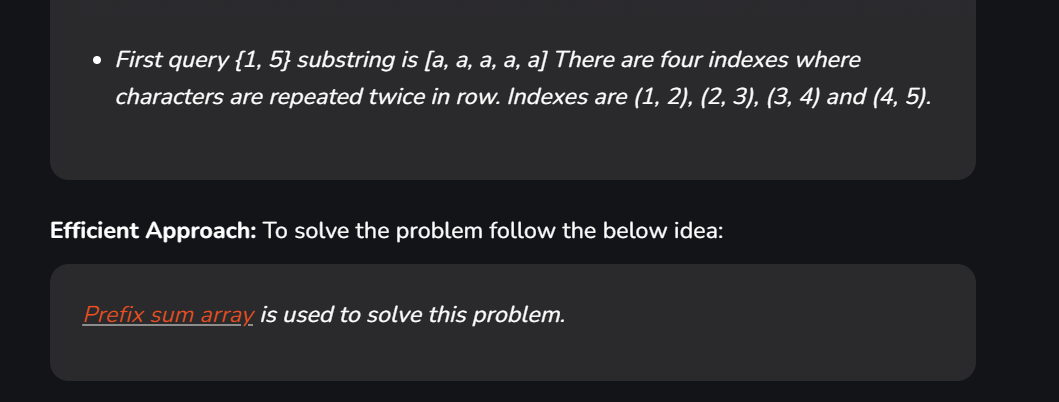 • First query {1, 5} substring is [a, a, a, a, a] There are four indexes where
characters are repeated twice in row. Indexes are (1, 2), (2, 3), (3, 4) and (4, 5).
Efficient Approach: To solve the problem follow the below idea:
Prefix sum array is used to solve this problem.